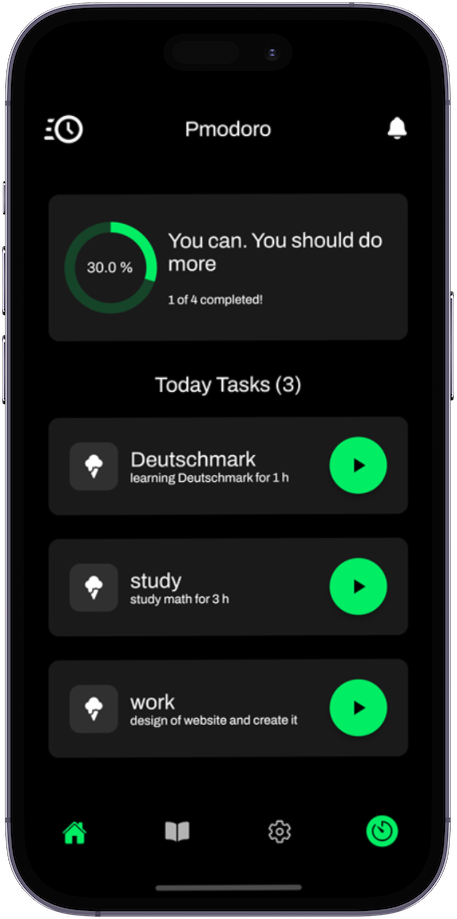 Pmodoro
30.0 %
You can. You should do
more
1 of 4 completed!
Today Tasks (3)
Deutschmark
learning Deutschmark for 1 h
study
study math for 3 h
work
design of website and create it